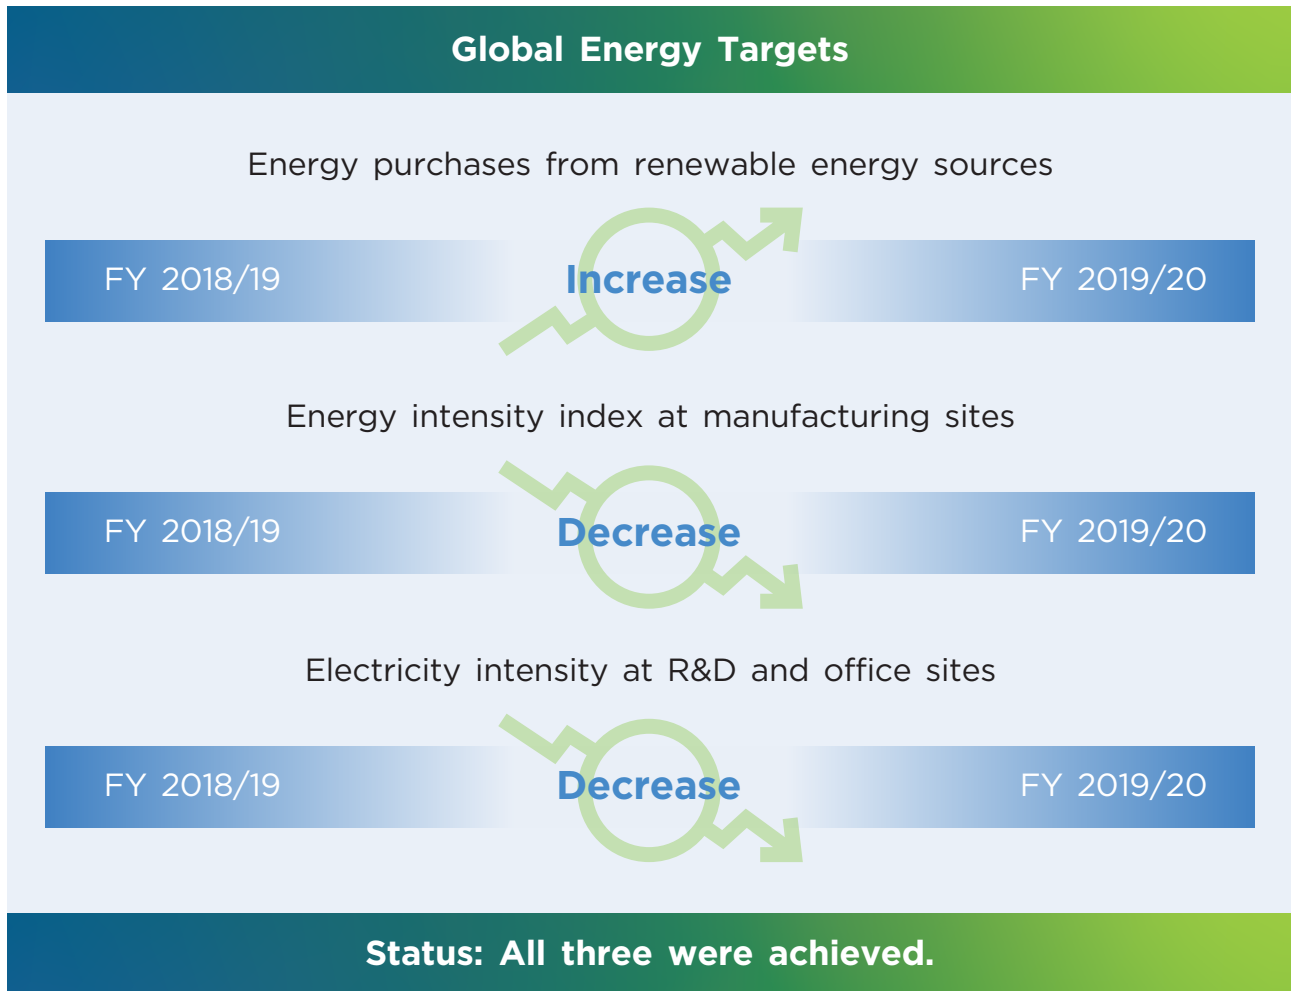 Global Energy Targets
Energy purchases from renewable energy sources
FY 2018/19 Increase FY 2019/20
Energy intensity index at manufacturing sites
FY 2018/19 Decrease FY 2019/20
Electricity intensity at R&D and office sites
FY 2018/19 Decrease FY 2019/20
Status: All three were achieved.